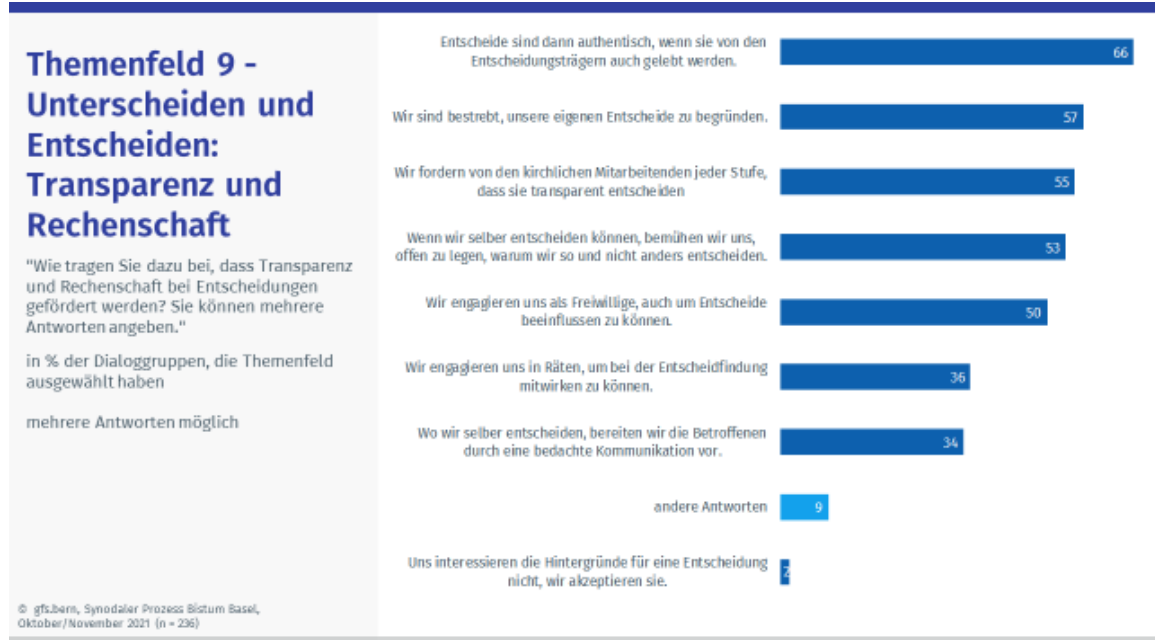 Themenfeld 9 -
Unterscheiden und
Entscheiden:
Transparenz und
Rechenschaft
"Wie tragen Sie dazu bei, dass Transparenz
und Rechenschaft bei Entscheidungen
gefördert werden? Sie können mehrere
Antworten angeben."
in % der Dialoggruppen, die Themenfeld
ausgewählt haben
mehrere Antworten möglich
© gfs.bern, Synodaler Prozess Bistum Basel,
Oktober/November 2021 (n = 236)
Entscheide sind dann authentisch, wenn sie von den
Entscheidungsträgern auch gelebt werden.
66
Wir sind bestrebt, unsere eigenen Entscheide zu begründen.
57
Wir fordern von den kirchlichen Mitarbeitenden jeder Stufe,
dass sie transparent entscheiden
55
Wenn wir selber entscheiden können, bemühen wir uns,
offen zu legen, warum wir so und nicht anders entscheiden.
53
Wir engagieren uns als Freiwillige, auch um Entscheide
beeinflussen zu können.
50
Wir engagieren uns in Räten, um bei der Entscheidfindung
mitwirken zu können.
36
Wo wir selber entscheiden, bereiten wir die Betroffenen
durch eine bedachte Kommunikation vor.
34
andere Antworten
9
Uns interessieren die Hintergründe für eine Entscheidung
nicht, wir akzeptieren sie.
2